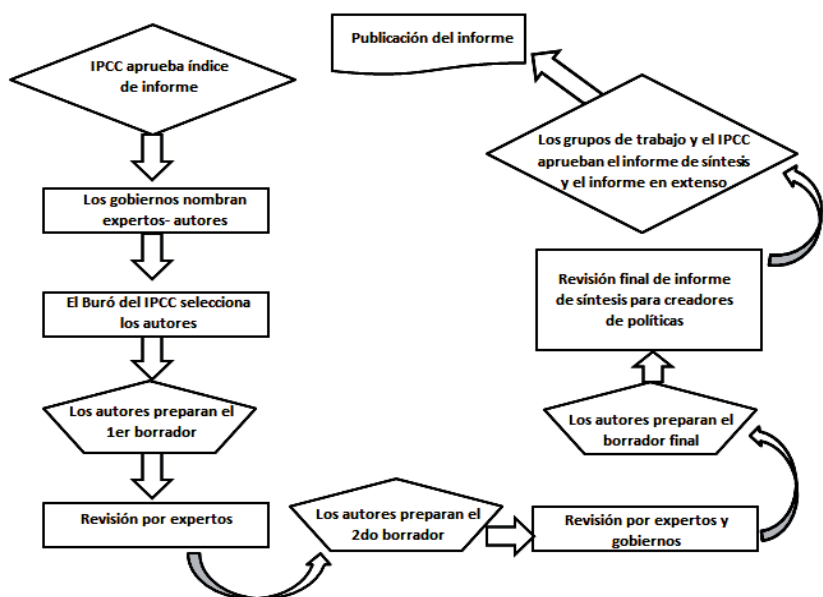 IPCC aprueba índice
de informe
Los gobiernos nombran
expertos- autores
El Buró del IPCC selecciona
los autores
Los autores preparan el
1er borrador
Revisión por expertos
Los autores preparan el
2do borrador
Revisión por expertos y
gobiernos
Los autores preparan el
borrador final
Revisión final de informe
de síntesis para creadores
de políticas
Los grupos de trabajo y el IPCC
aprueban el informe de síntesis
y el informe en extenso
Publicación del informe